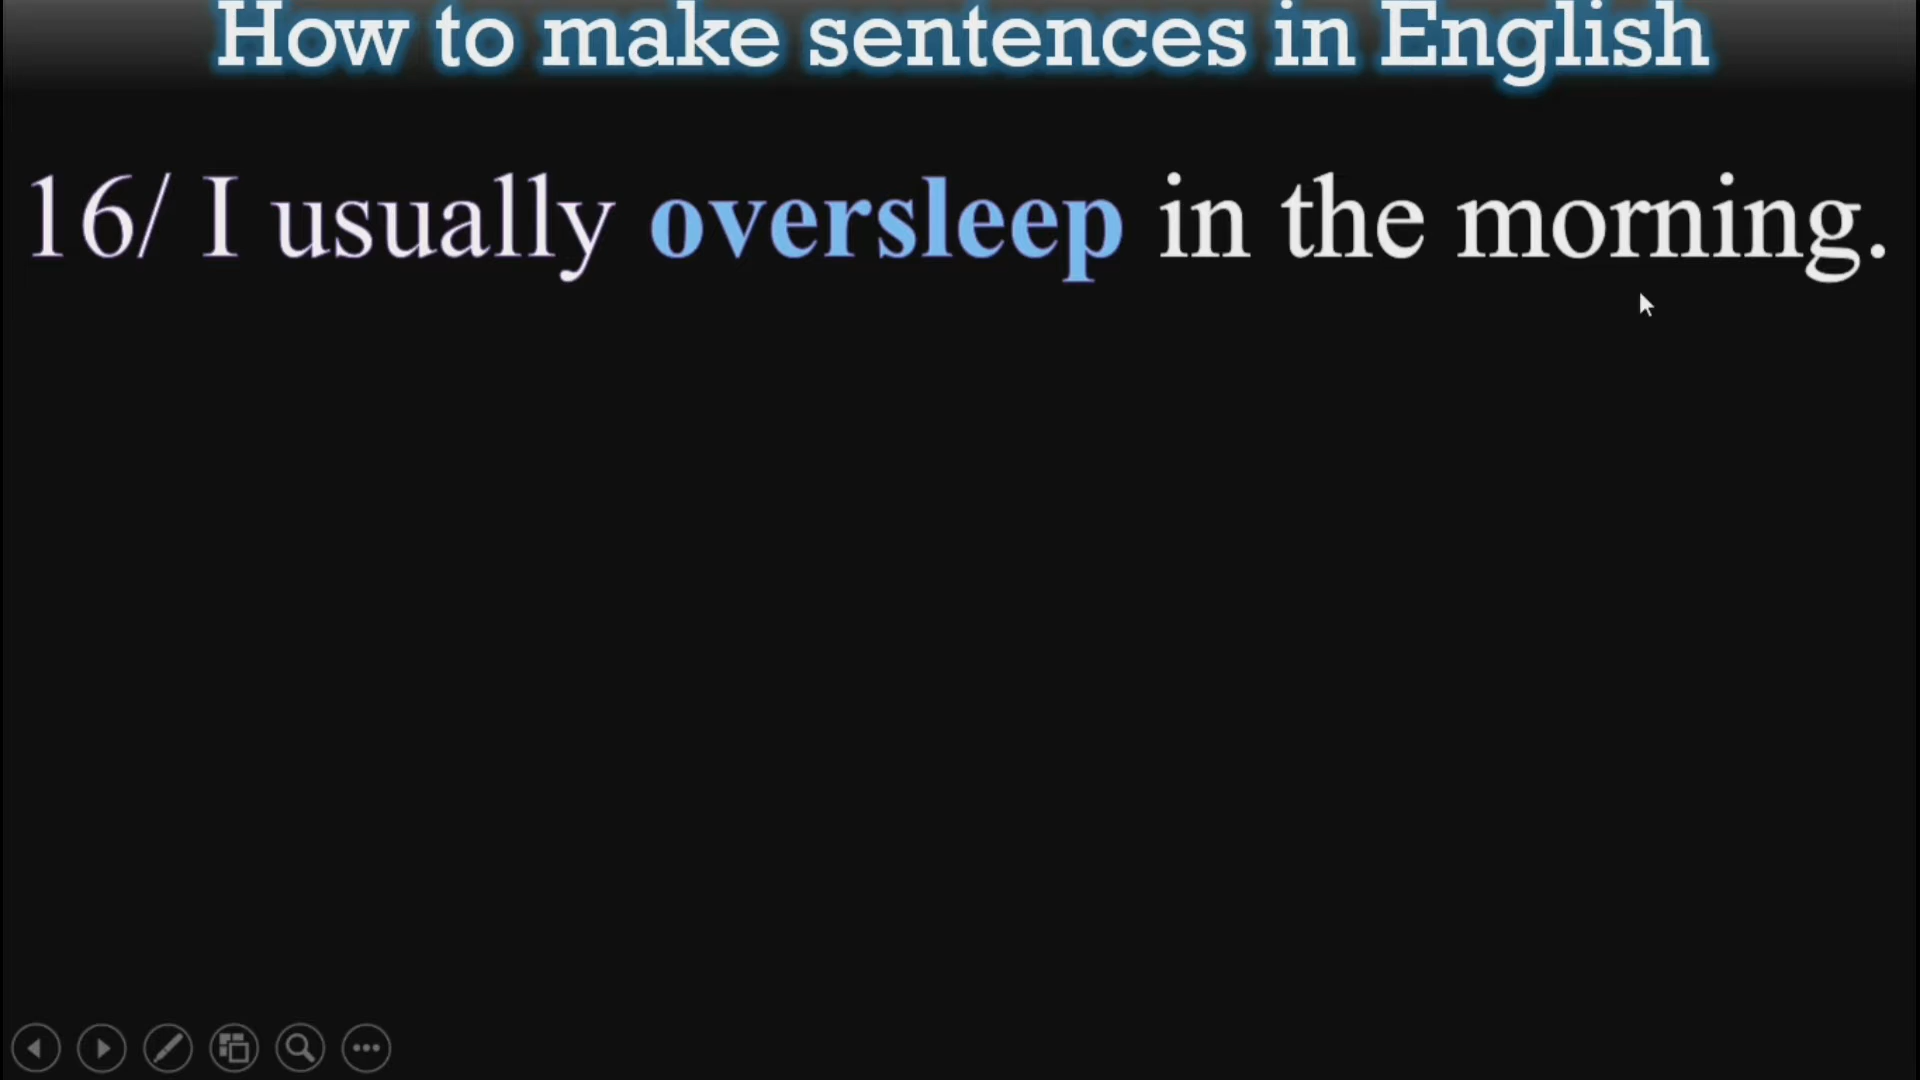 How to make sentences in English
16/ I usually oversleep in the morning.